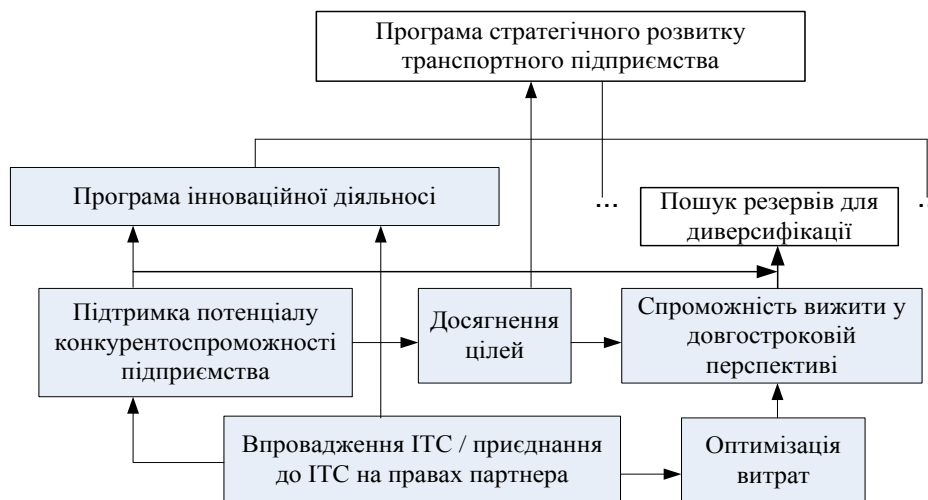 Програма стратегічного розвитку
транспортного підприємства
Програма інноваційної діяльносі
...
...
Пошук резервів для
диверсифікації
Підтримка потенціалу
конкурентоспроможності
підприємства
Досягнення
цілей
Спроможність вижити у
довгостроковій
перспективі
Впровадження ІТС / приєднання
до ІТС на правах партнера
Оптимізація
витрат